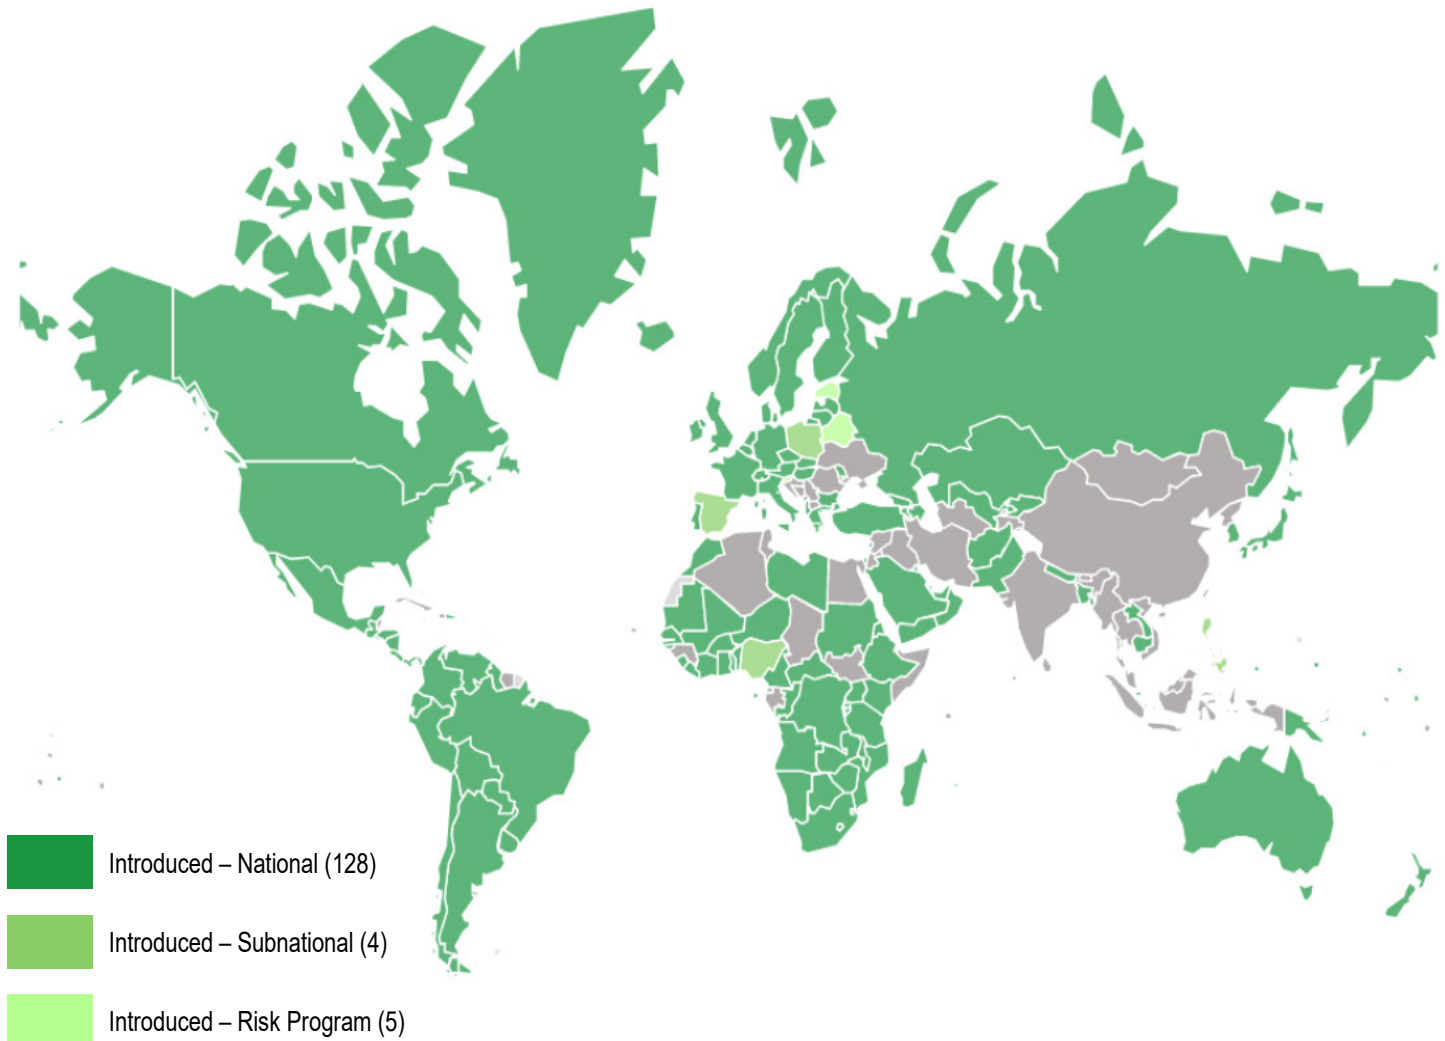 Introduced – National (128)
Introduced – Subnational (4)
Introduced – Risk Program (5)